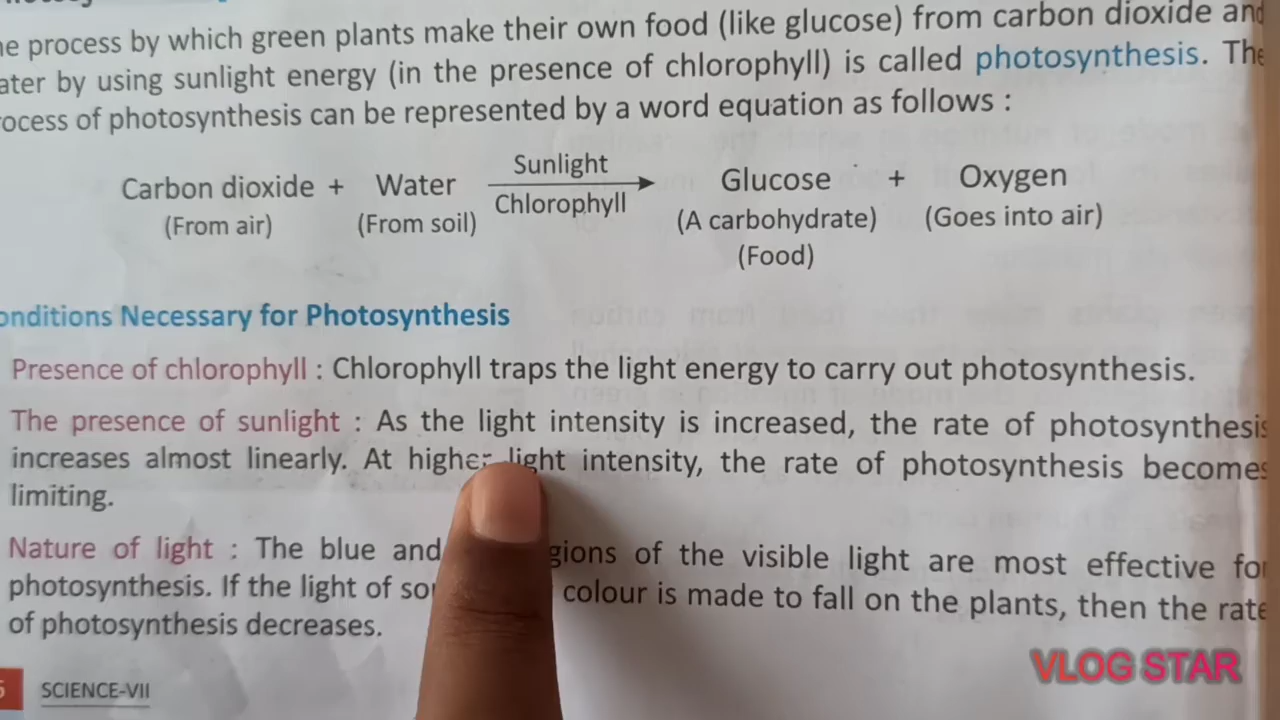 he process by which green plants make their own food (like glucose) from carbon dioxide and
ater by using sunlight energy (in the presence of chlorophyll) is called photosynthesis. The
rocess of photosynthesis can be represented by a word equation as follows :
Carbon dioxide + Water Sunlight Chlorophyll Glucose + Oxygen
(From air) (From soil) (A carbohydrate) (Goes into air)
(Food)
onditions Necessary for Photosynthesis
Presence of chlorophyll : Chlorophyll traps the light energy to carry out photosynthesis.
The presence of sunlight : As the light intensity is increased, the rate of photosynthesis
increases almost linearly. At higher light intensity, the rate of photosynthesis becomes
limiting.
Nature of light : The blue and gions of the visible light are most effective for
photosynthesis. If the light of so colour is made to fall on the plants, then the rate
of photosynthesis decreases.
SCIENCE-VII
VLOG STAR